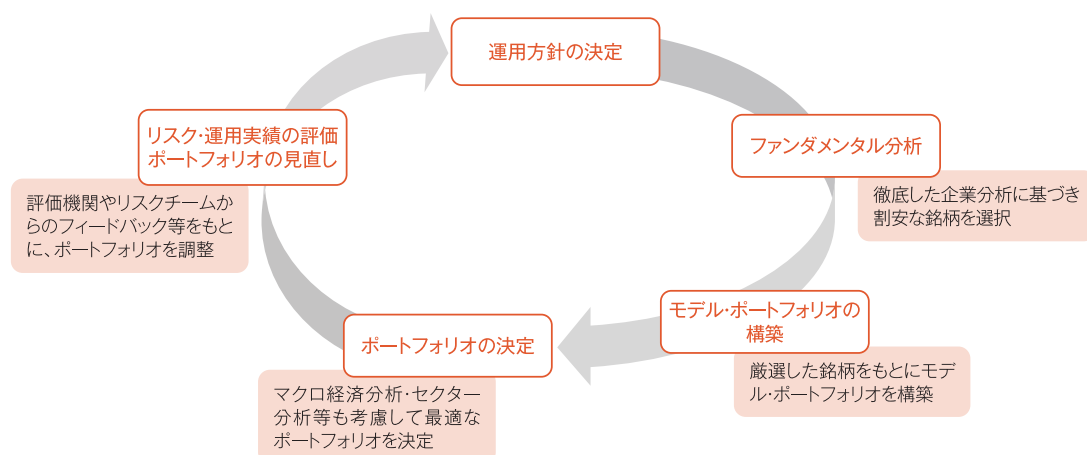 運用方針の決定
ファンダメンタル分析
徹底した企業分析に基づき
割安な銘柄を選択
モデル・ポートフォリオの
構築
厳選した銘柄をもとにモデ
ル・ポートフォリオを構築
ポートフォリオの決定
マクロ経済分析・セクター
分析等も考慮して最適な
ポートフォリオを決定
リスク・運用実績の評価
ポートフォリオの見直し
評価機関やリスクチームか
らのフィードバック等をもと
に、ポートフォリオを調整